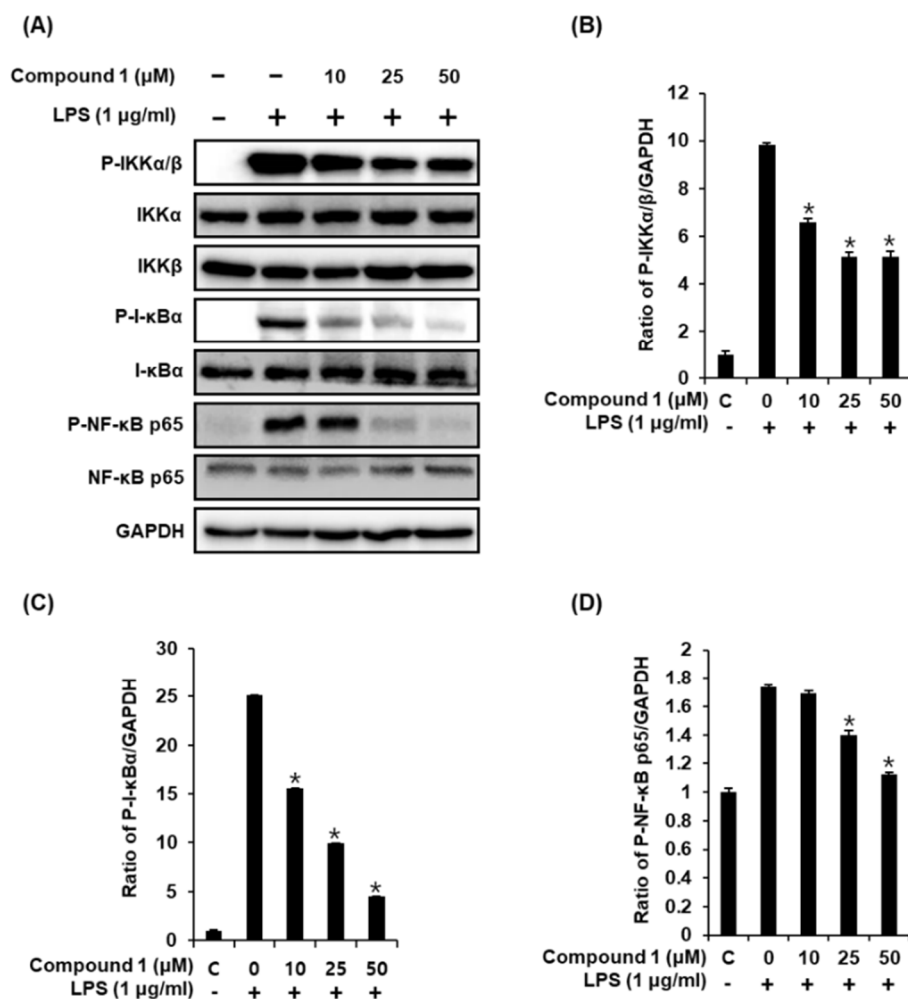 (A)
Compound 1 (μM) – – 10 25 50
LPS (1 μg/ml) – + + + +
P-IKKα/β
IKKα
IKKβ
P-I-κBα
I-κBα
P-NF-κB p65
NF-κB p65
GAPDH
(B)
Ratio of P-IKKα/β/GAPDH
12
10
8
6
4
2
0
* * *
Compound 1 (μM) C 0 10 25 50
LPS (1 μg/ml) - + + + +
(C)
Ratio of P-I-κBα/GAPDH
30
25
20
15
10
5
0
* * *
Compound 1 (μM) C 0 10 25 50
LPS (1 μg/ml) - + + + +
(D)
Ratio of P-NF-κB p65/GAPDH
2
1.8
1.6
1.4
1.2
1
0.8
0.6
0.4
0.2
0
* *
Compound 1 (μM) C 0 10 25 50
LPS (1 μg/ml) - + + + +